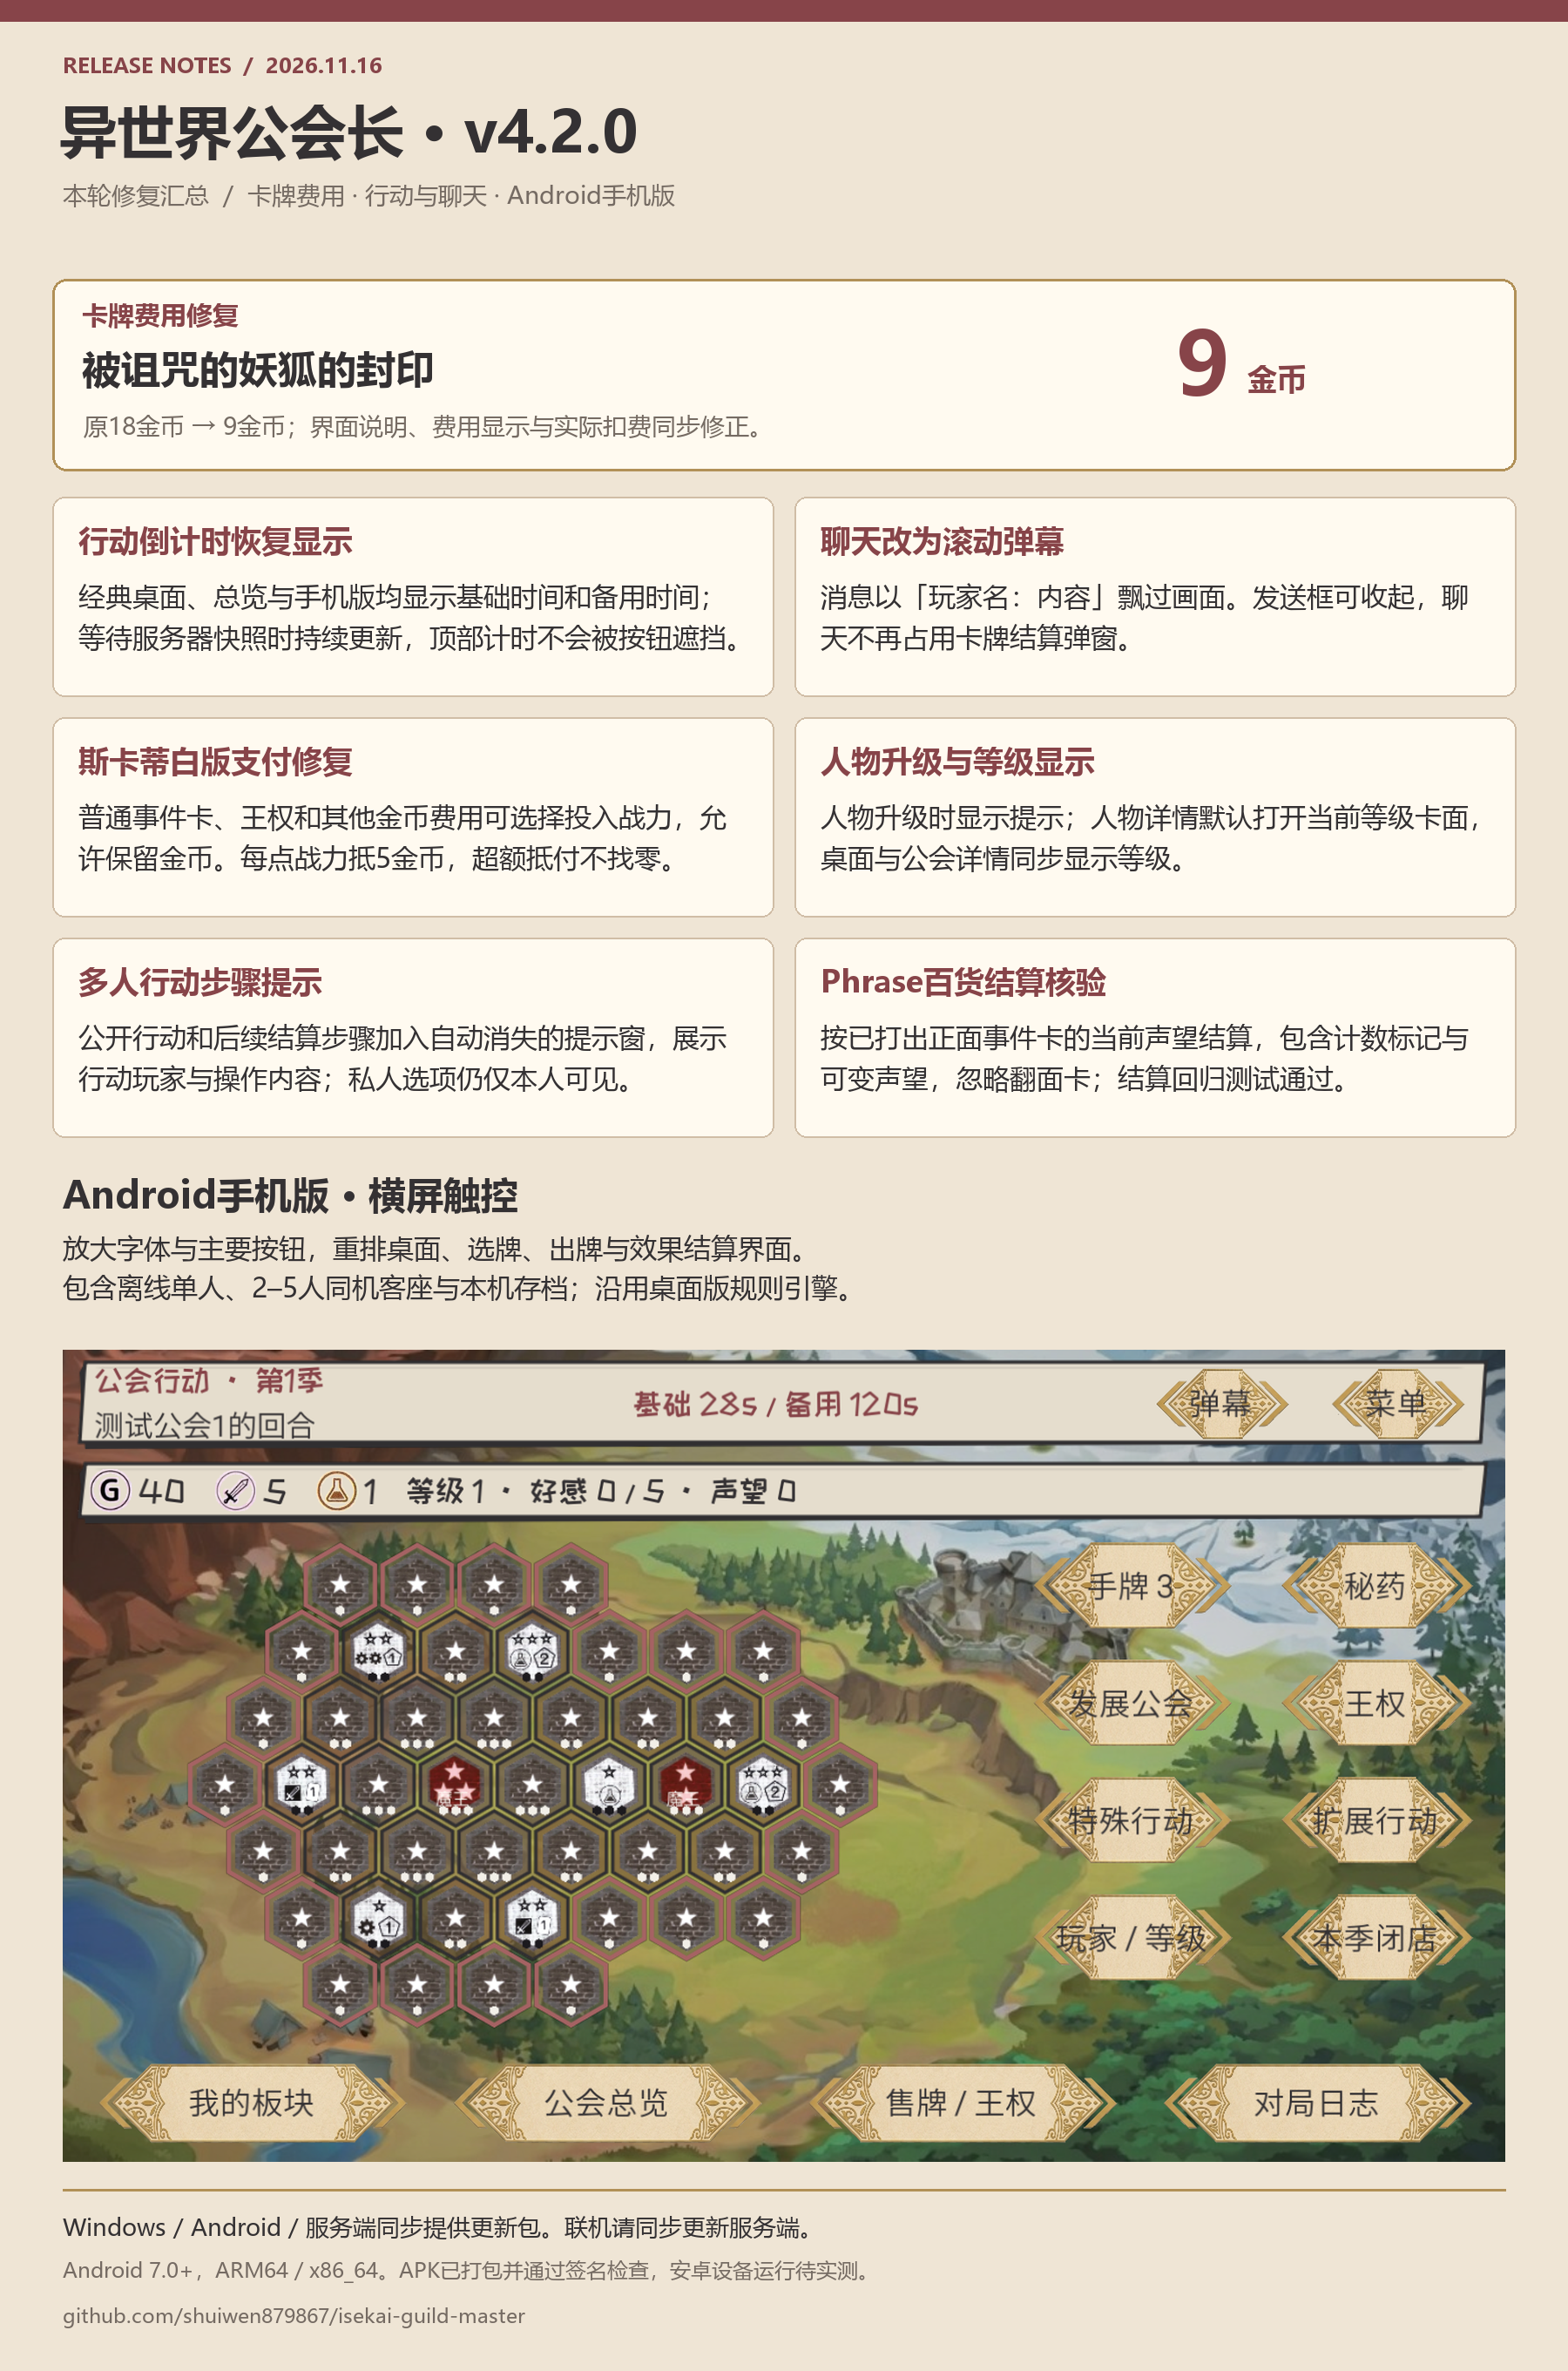 RELEASE NOTES / 2026.11.16
异世界公会长 • v4.2.0
本轮修复汇总 / 卡牌费用 · 行动与聊天 · Android手机版
卡牌费用修复
被诅咒的妖狐的封印
原18金币 → 9金币；界面说明、费用显示与实际扣费同步修正。
9 金币
行动倒计时恢复显示
经典桌面、总览与手机版均显示基础时间和备用时间；
等待服务器快照时持续更新，顶部计时不会被按钮遮挡。
聊天改为滚动弹幕
消息以「玩家名：内容」飘过画面。发送框可收起，聊
天不再占用卡牌结算弹窗。
斯卡蒂白版支付修复
普通事件卡、王权和其他金币费用可选择投入战力，允
许保留金币。每点战力抵5金币，超额抵付不找零。
人物升级与等级显示
人物升级时显示提示；人物详情默认打开当前等级卡面，
桌面与公会详情同步显示等级。
多人行动步骤提示
公开行动和后续结算步骤加入自动消失的提示窗，展示
行动玩家与操作内容；私人选项仍仅本人可见。
Phrase百货结算核验
按已打出正面事件卡的当前声望结算，包含计数标记与
可变声望，忽略翻面卡；结算回归测试通过。
Android手机版 • 横屏触控
放大字体与主要按钮，重排桌面、选牌、出牌与效果结算界面。
包含离线单人、2–5人同机客座与本机存档；沿用桌面版规则引擎。
公会行动 · 第1季
测试公会1的回合
基础 28s / 备用 120s
弹幕
菜单
G 40 5 1 等级 1 · 好感 0 / 5 · 声望 0
手牌 3
秘药
发展公会
王权
特殊行动
扩展行动
玩家 / 等级
本季闭店
1
2
1
2
1
1
魔王
我的板块
公会总览
售牌 / 王权
对局日志
Windows / Android / 服务端同步提供更新包。联机请同步更新服务端。
Android 7.0+，ARM64 / x86_64。APK已打包并通过签名检查，安卓设备运行待实测。
github.com/shuiwen879867/isekai-guild-master